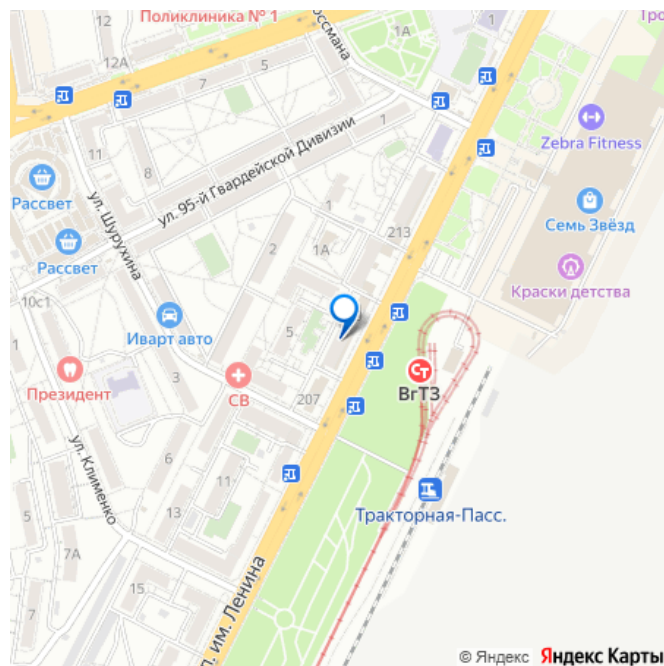 Поликлиника № 1
ссмана
1А
Тро
12
12А
7
5
Zebra Fitness
11
8
1
ул. 95-й Гвардейской Дивизии
Рассвет
ул. Шурухина
1
213
Семь Звёзд
1А
2
Рассвет
Краски детства
10с1
Иварт авто
5
1
ВгТЗ
Президент
3
СВ
207
ул. Клименко
6
11
13
5
Тракторная-Пасс.
7А
15
7
л. им. Ленина
© Яндекс Яндекс Карты